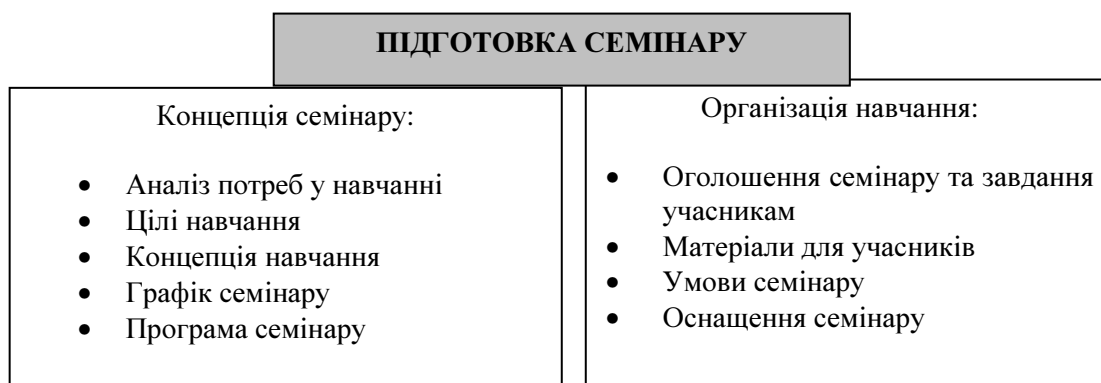 ПІДГОТОВКА СЕМІНАРУ
Концепція семінару:
• Аналіз потреб у навчанні
• Цілі навчання
• Концепція навчання
• Графік семінару
• Програма семінару
Організація навчання:
• Оголошення семінару та завдання
учасникам
• Матеріали для учасників
• Умови семінару
• Оснащення семінару